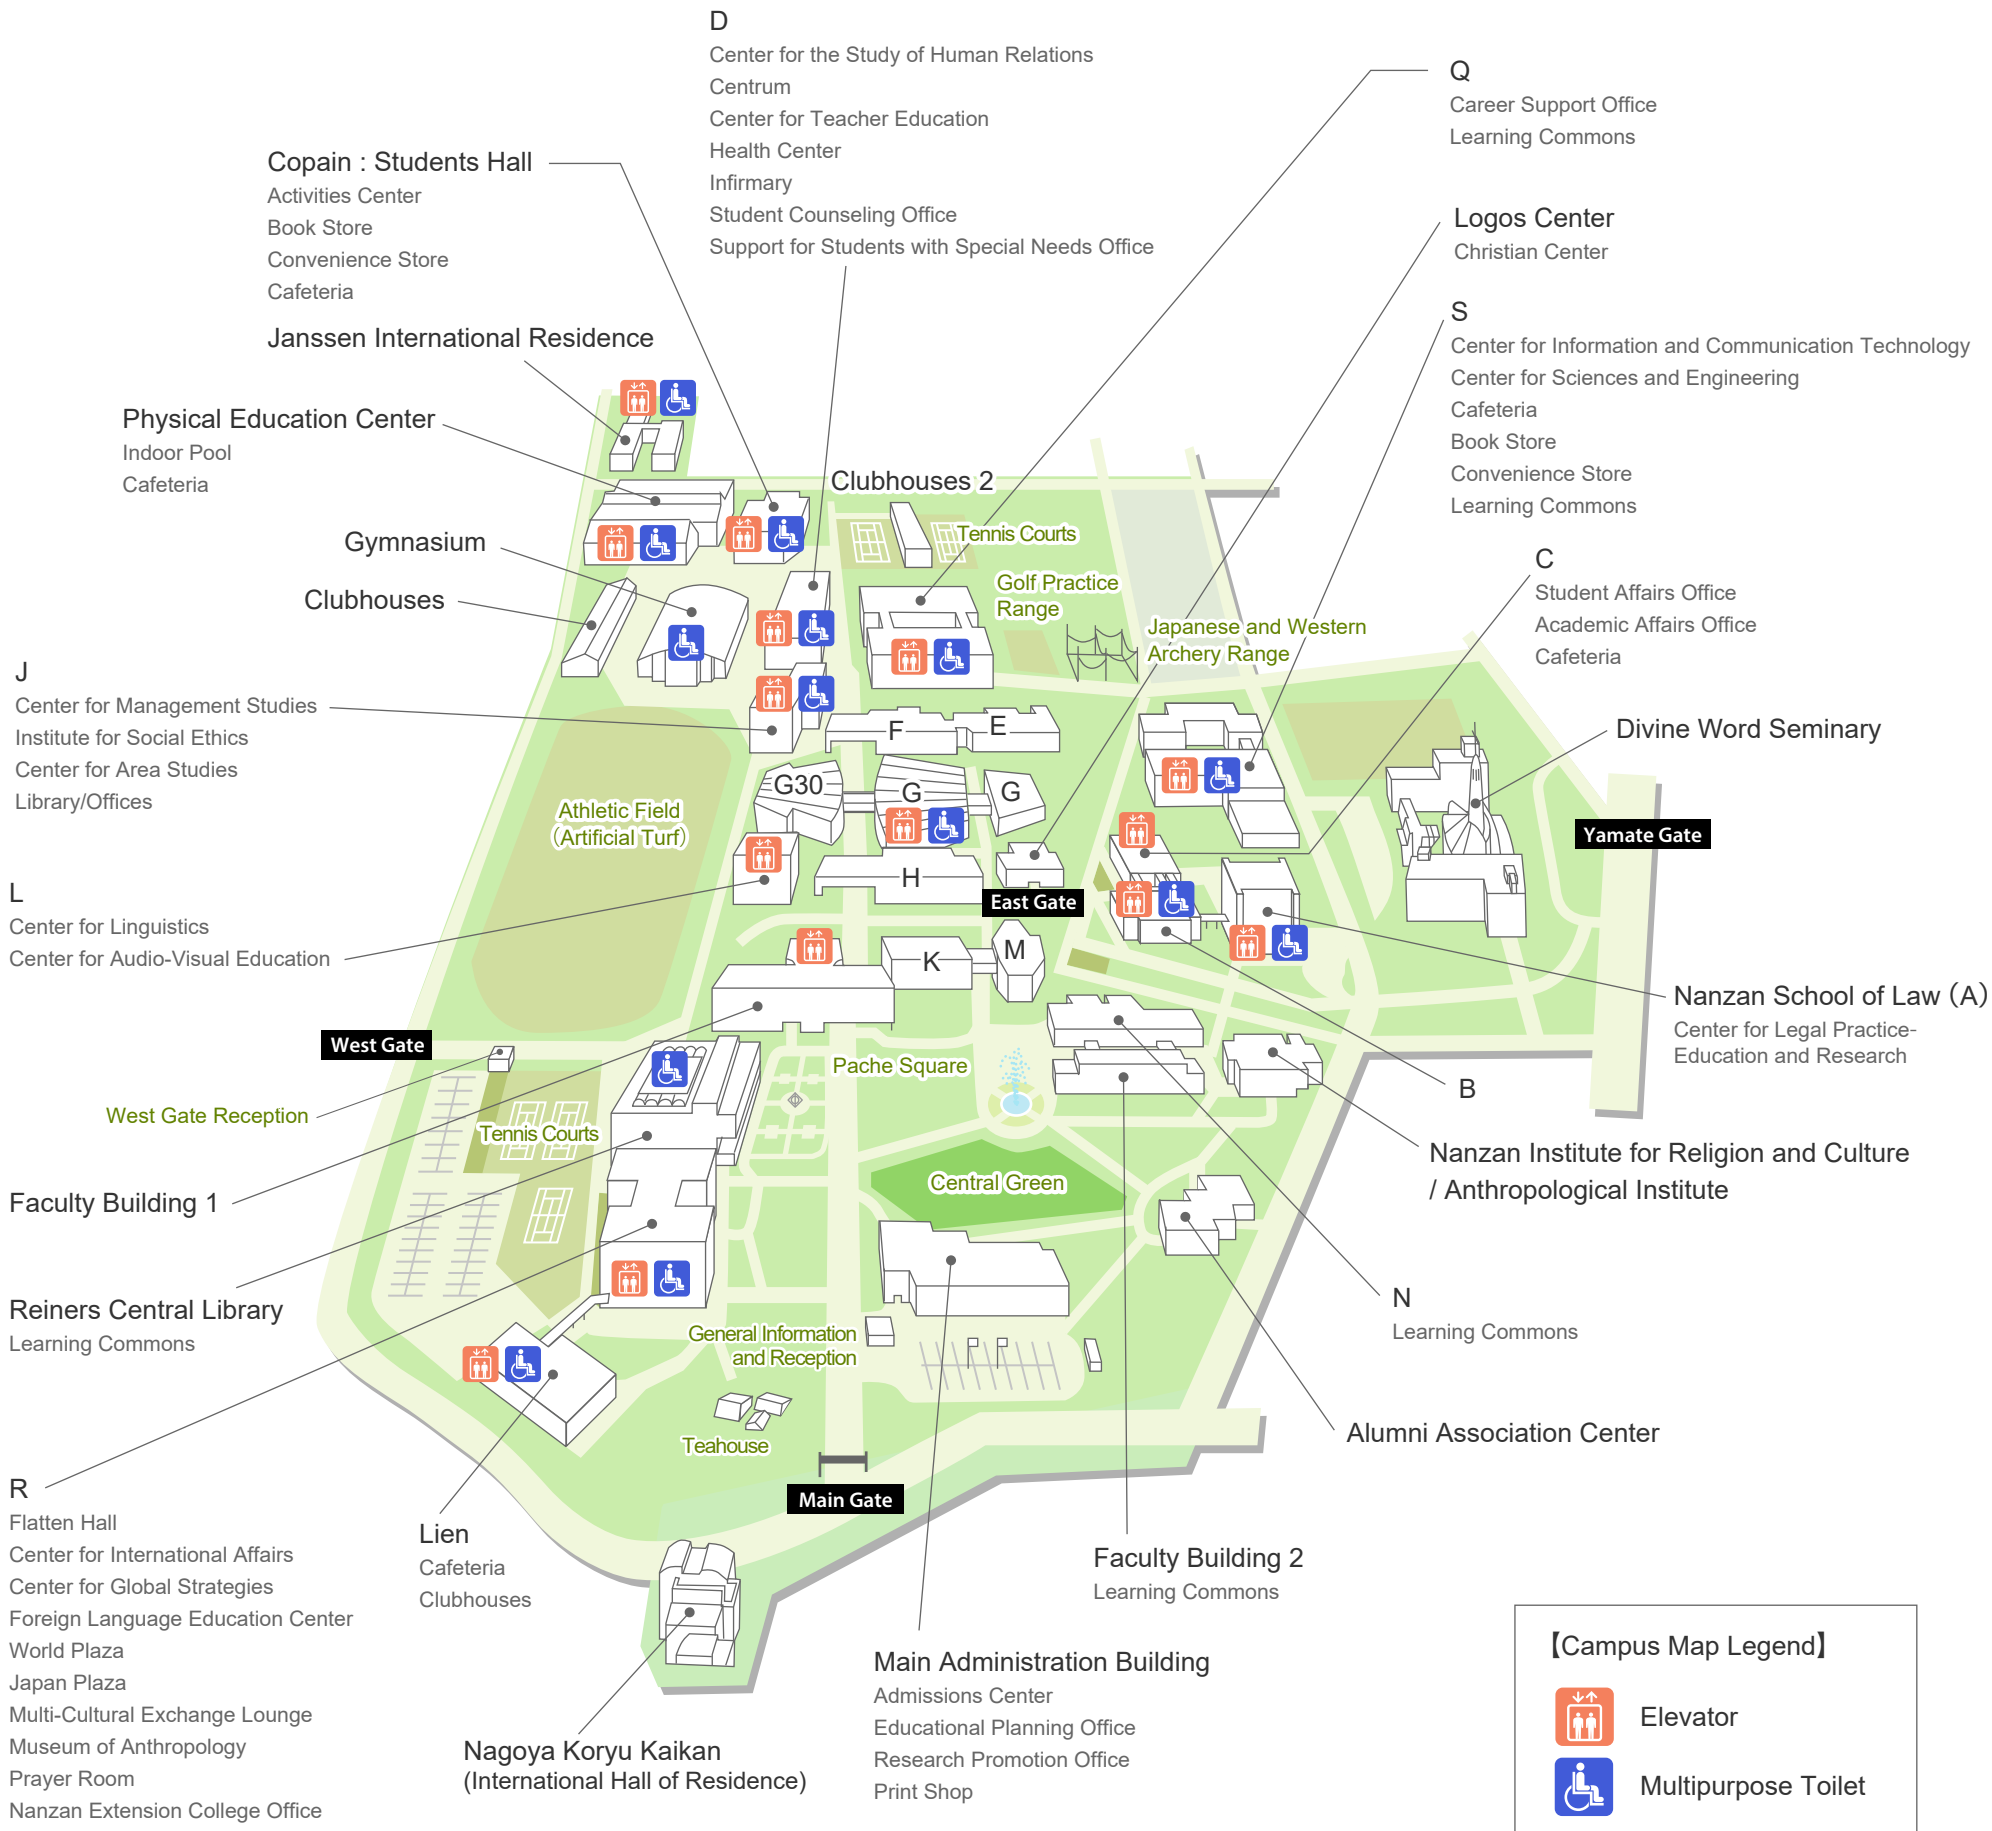 D
Center for the Study of Human Relations
Centrum
Center for Teacher Education
Health Center
Infirmary
Student Counseling Office
Support for Students with Special Needs Office
Q
Career Support Office
Learning Commons
Copain : Students Hall
Activities Center
Book Store
Convenience Store
Cafeteria
Logos Center
Christian Center
S
Center for Information and Communication Technology
Center for Sciences and Engineering
Cafeteria
Book Store
Convenience Store
Learning Commons
Janssen International Residence
Physical Education Center
Indoor Pool
Cafeteria
Clubhouses 2
Tennis Courts
Gymnasium
Clubhouses
Golf Practice
Range
Japanese and Western
Archery Range
C
Student Affairs Office
Academic Affairs Office
Cafeteria
J
Center for Management Studies
Institute for Social Ethics
Center for Area Studies
Library/Offices
F
E
Divine Word Seminary
G30
G
G
Athletic Field
(Artificial Turf)
Yamate Gate
H
East Gate
L
Center for Linguistics
Center for Audio-Visual Education
K
M
Nanzan School of Law (A)
Center for Legal Practice-
Education and Research
West Gate
Pache Square
B
West Gate Reception
Tennis Courts
Nanzan Institute for Religion and Culture
/ Anthropological Institute
Central Green
Faculty Building 1
Reiners Central Library
Learning Commons
N
Learning Commons
General Information
and Reception
Alumni Association Center
Teahouse
Main Gate
R
Flatten Hall
Center for International Affairs
Center for Global Strategies
Foreign Language Education Center
World Plaza
Japan Plaza
Multi-Cultural Exchange Lounge
Museum of Anthropology
Prayer Room
Nanzan Extension College Office
Lien
Cafeteria
Clubhouses
Faculty Building 2
Learning Commons
Main Administration Building
Admissions Center
Educational Planning Office
Research Promotion Office
Print Shop
Nagoya Koryu Kaikan
(International Hall of Residence)
【Campus Map Legend】
Elevator
Multipurpose Toilet